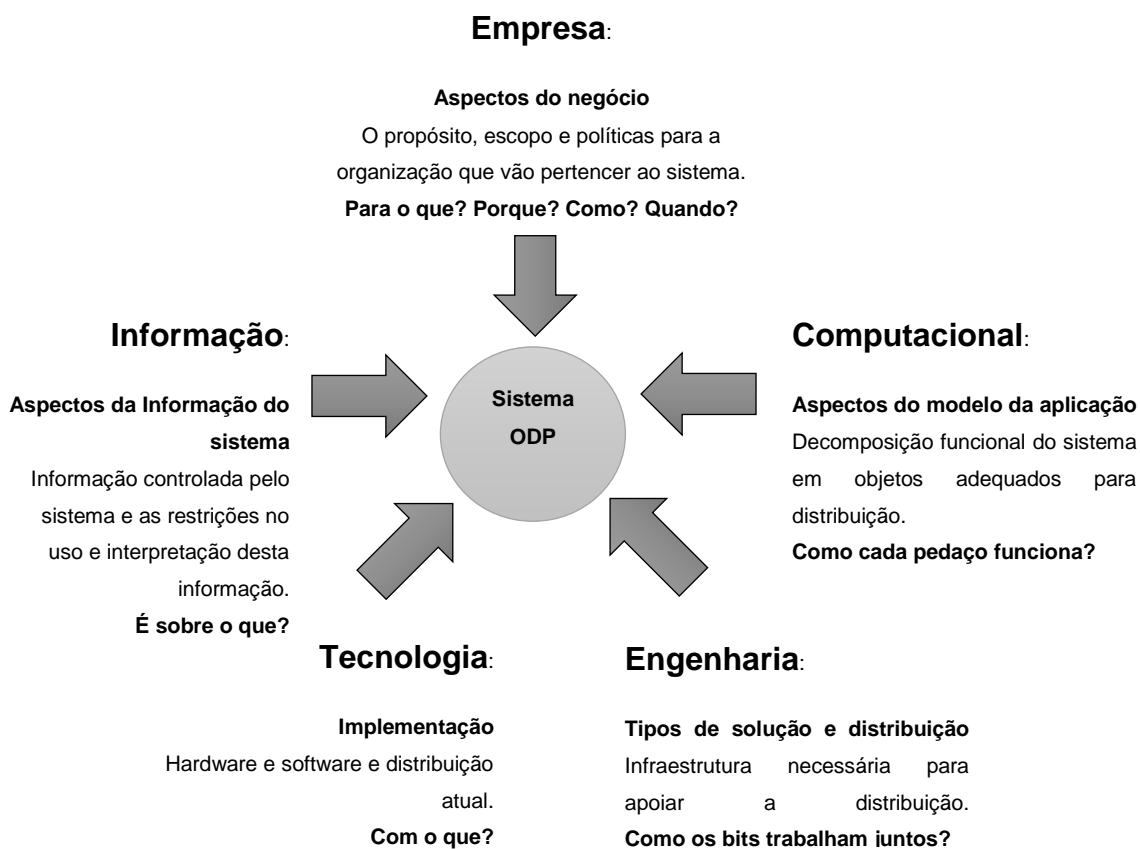 Empresa:
Aspectos do negócio
O propósito, escopo e políticas para a
organização que vão pertencer ao sistema.
Para o que? Porque? Como? Quando?
Informação:
Aspectos da Informação do
sistema
Informação controlada pelo
sistema e as restrições no
uso e interpretação desta
informação.
É sobre o que?
Sistema
ODP
Computacional:
Aspectos do modelo da aplicação
Decomposição funcional do sistema
em objetos adequados para
distribuição.
Como cada pedaço funciona?
Tecnologia:
Implementação
Hardware e software e distribuição
atual.
Com o que?
Engenharia:
Tipos de solução e distribuição
Infraestrutura necessária para
apoiar a distribuição.
Como os bits trabalham juntos?